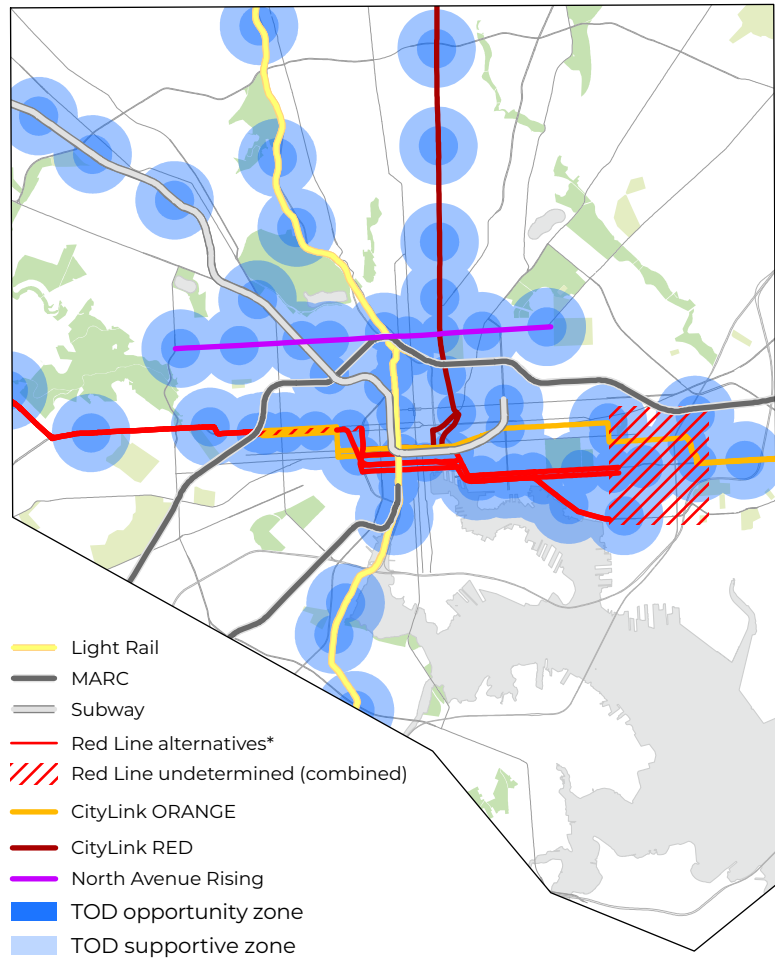 Light Rail
MARC
Subway
Red Line alternatives*
Red Line undetermined (combined)
CityLink ORANGE
CityLink RED
North Avenue Rising
TOD opportunity zone
TOD supportive zone